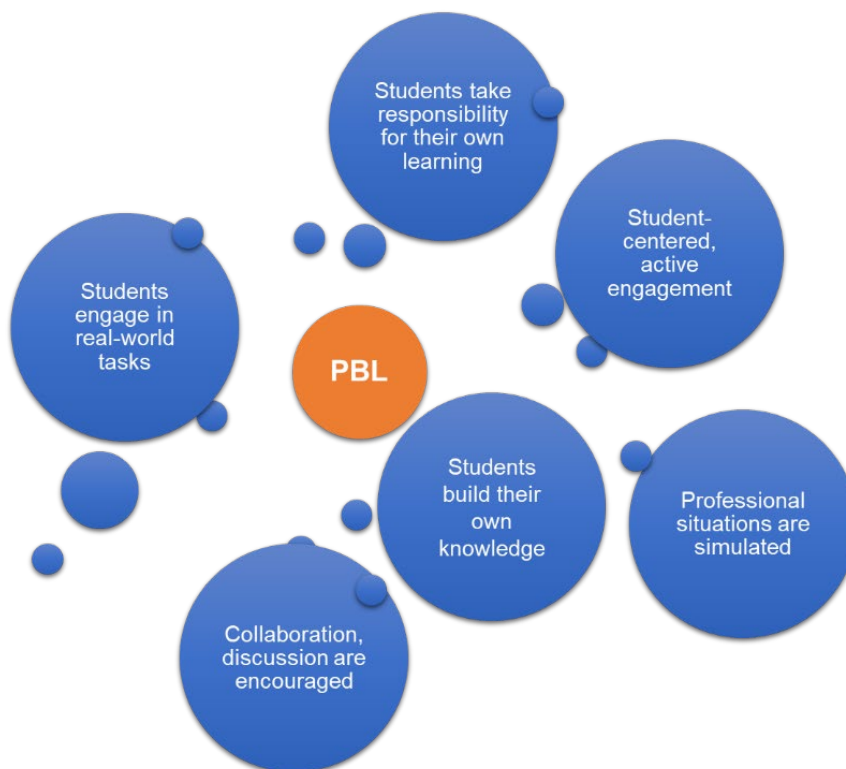 Students take
responsibility
for their own
learning
Student-
centered,
active
engagement
Students
engage in
real-world
tasks
PBL
Students
build their
own
knowledge
Professional
situations are
simulated
Collaboration,
discussion are
encouraged